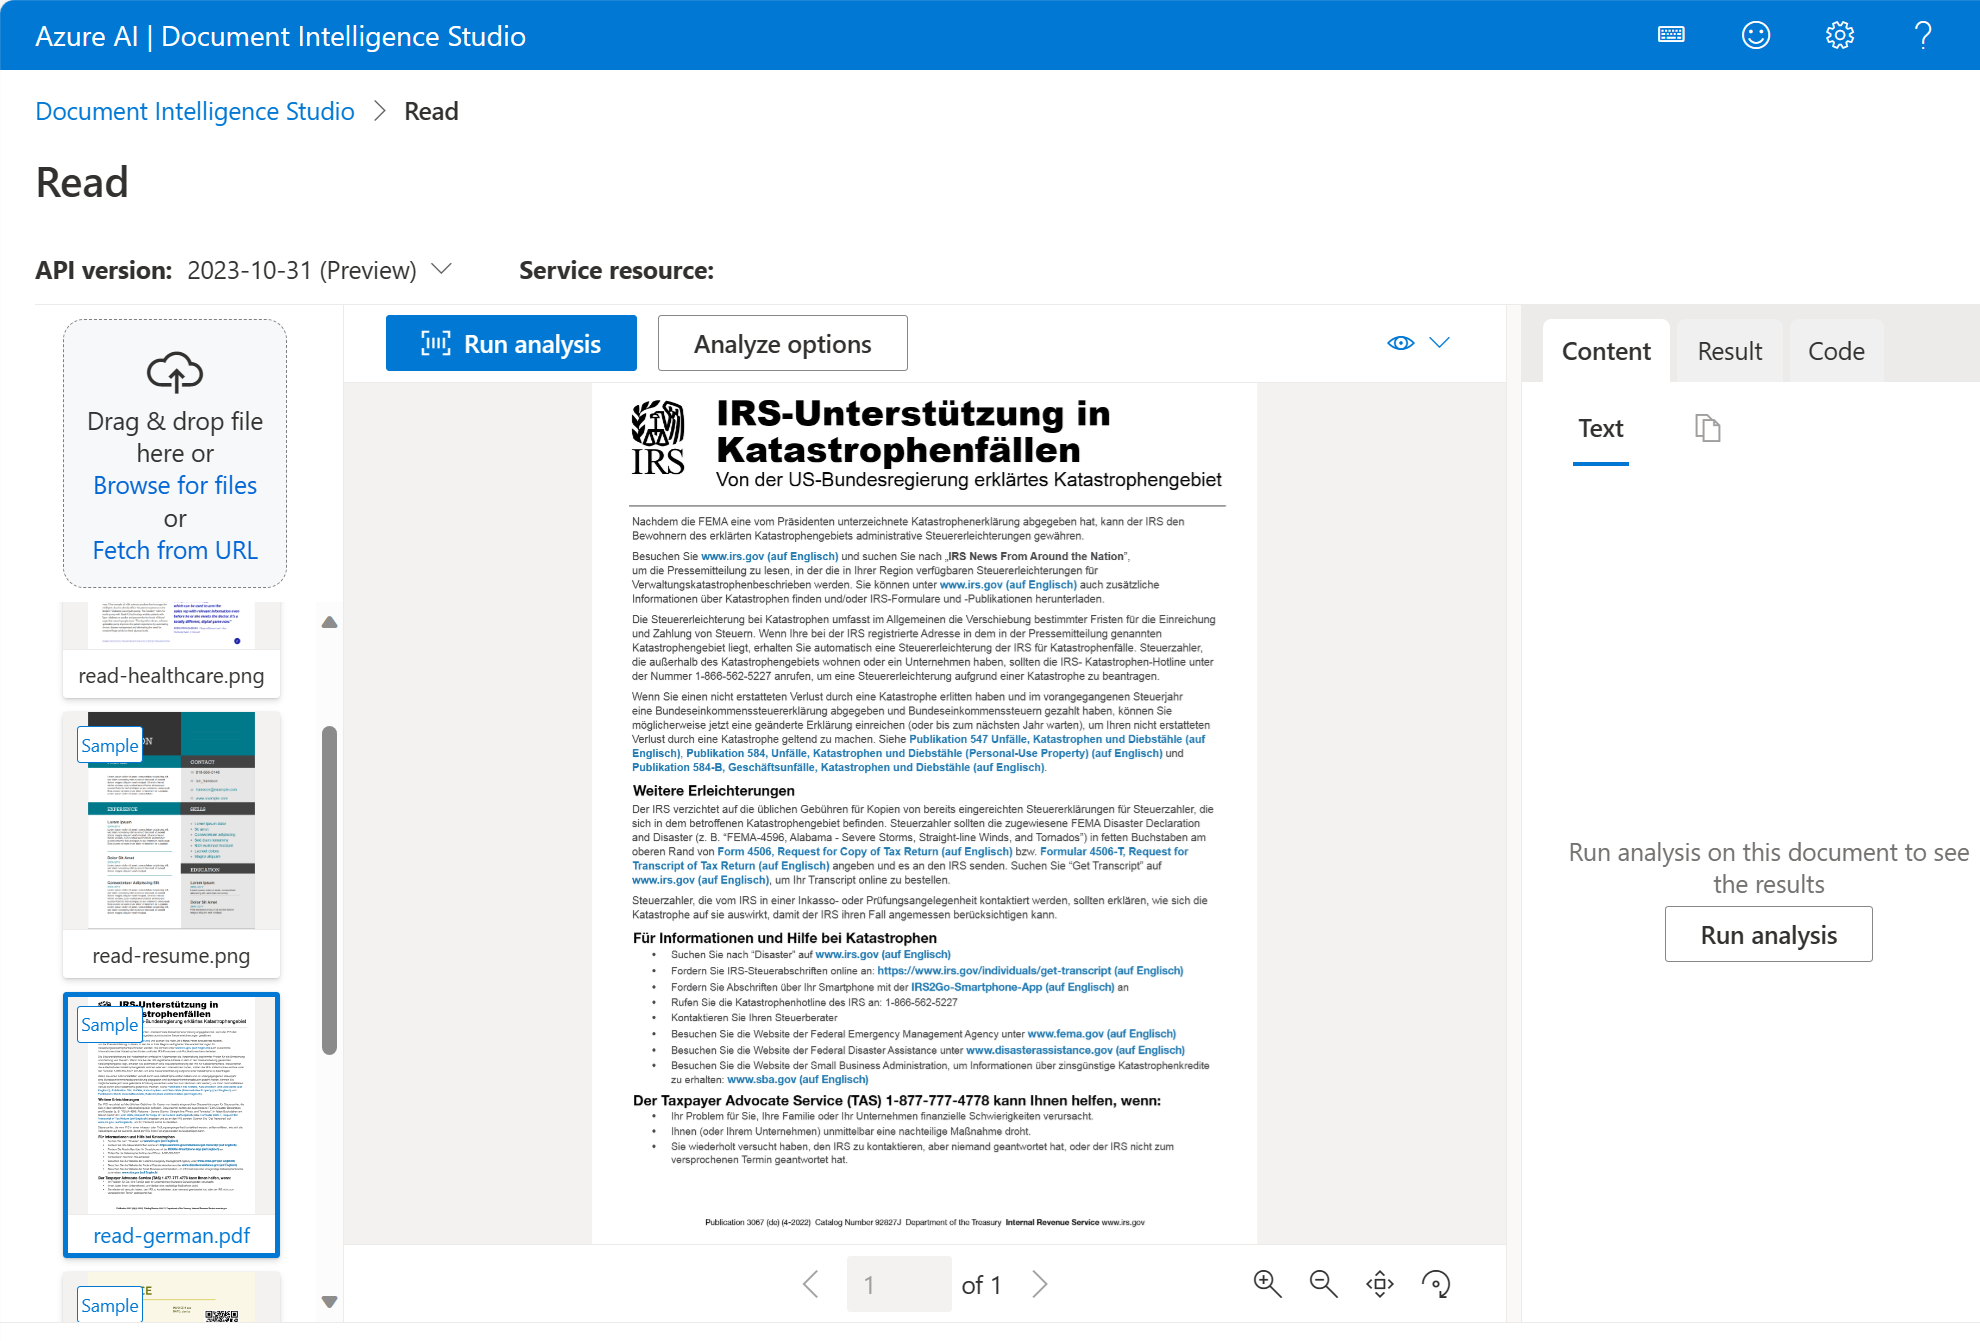 Azure AI | Document Intelligence Studio
Document Intelligence Studio > Read
Read
API version: 2023-10-31 (Preview)
Service resource:
Drag & drop file
here or
Browse for files
or
Fetch from URL
read-healthcare.png
Sample
CONTACT
EXPERIENCE
SKILLS
EDUCATION
read-resume.png
Sample
IRS-Unterstützung in
read-german.pdf
Sample
Run analysis
Analyze options
IRS
IRS-Unterstützung in
Katastrophenfällen
Von der US-Bundesregierung erklärtes Katastrophengebiet
Nachdem die FEMA eine vom Präsidenten unterzeichnete Katastrophenerklärung abgegeben hat, kann der IRS den
Bewohnern des erklärten Katastrophengebiets administrative Steuererleichterungen gewähren.
Besuchen Sie www.irs.gov (auf Englisch) und suchen Sie nach „IRS News From Around the Nation”,
um die Pressemitteilung zu lesen, in der die in Ihrer Region verfügbaren Steuererleichterungen für
Verwaltungskatastrophenbeschrieben werden. Sie können unter www.irs.gov (auf Englisch) auch zusätzliche
Informationen über Katastrophen finden und/oder IRS-Formulare und -Publikationen herunterladen.
Die Steuererleichterung bei Katastrophen umfasst im Allgemeinen die Verschiebung bestimmter Fristen für die Einreichung
und Zahlung von Steuern. Wenn Ihre bei der IRS registrierte Adresse in dem in der Pressemitteilung genannten
Katastrophengebiet liegt, erhalten Sie automatisch eine Steuererleichterung der IRS für Katastrophenfälle. Steuerzahler,
die außerhalb des Katastrophengebiets wohnen oder ein Unternehmen haben, sollten die IRS- Katastrophen-Hotline unter
der Nummer 1-866-562-5227 anrufen, um eine Steuererleichterung aufgrund einer Katastrophe zu beantragen.
Wenn Sie einen nicht erstatteten Verlust durch eine Katastrophe erlitten haben und im vorangegangenen Steuerjahr
eine Bundeseinkommenssteuererklärung abgegeben und Bundeseinkommenssteuern gezahlt haben, können Sie
möglicherweise jetzt eine geänderte Erklärung einreichen (oder bis zum nächsten Jahr warten), um Ihren nicht erstatteten
Verlust durch eine Katastrophe geltend zu machen. Siehe Publikation 547 Unfälle, Katastrophen und Diebstähle (auf
Englisch), Publikation 584, Unfälle, Katastrophen und Diebstähle (Personal-Use Property) (auf Englisch) und
Publikation 584-B, Geschäftsunfälle, Katastrophen und Diebstähle (auf Englisch).
Weitere Erleichterungen
Der IRS verzichtet auf die üblichen Gebühren für Kopien von bereits eingereichten Steuererklärungen für Steuerzahler, die
sich in dem betroffenen Katastrophengebiet befinden. Steuerzahler sollten die zugewiesene FEMA Disaster Declaration
and Disaster (z. B. “FEMA-4596, Alabama - Severe Storms, Straight-line Winds, and Tornados”) in fetten Buchstaben am
oberen Rand von Form 4506, Request for Copy of Tax Return (auf Englisch) bzw. Formular 4506-T, Request for
Transcript of Tax Return (auf Englisch) angeben und es an den IRS senden. Suchen Sie “Get Transcript” auf
www.irs.gov (auf Englisch), um Ihr Transcript online zu bestellen.
Steuerzahler, die vom IRS in einer Inkasso- oder Prüfungsangelegenheit kontaktiert werden, sollten erklären, wie sich die
Katastrophe auf sie auswirkt, damit der IRS ihren Fall angemessen berücksichtigen kann.
Für Informationen und Hilfe bei Katastrophen
• Suchen Sie nach “Disaster” auf www.irs.gov (auf Englisch)
• Fordern Sie IRS-Steuerabschriften online an: https://www.irs.gov/individuals/get-transcript (auf Englisch)
• Fordern Sie Abschriften über Ihr Smartphone mit der IRS2Go-Smartphone-App (auf Englisch) an
• Rufen Sie die Katastrophenhotline des IRS an: 1-866-562-5227
• Kontaktieren Sie Ihren Steuerberater
• Besuchen Sie die Website der Federal Emergency Management Agency unter www.fema.gov (auf Englisch)
• Besuchen Sie die Website der Federal Disaster Assistance unter www.disasterassistance.gov (auf Englisch)
• Besuchen Sie die Website der Small Business Administration, um Informationen über zinsgünstige Katastrophenkredite
zu erhalten: www.sba.gov (auf Englisch)
Der Taxpayer Advocate Service (TAS) 1-877-777-4778 kann Ihnen helfen, wenn:
• Ihr Problem für Sie, Ihre Familie oder Ihr Unternehmen finanzielle Schwierigkeiten verursacht.
• Ihnen (oder Ihrem Unternehmen) unmittelbar eine nachteilige Maßnahme droht.
• Sie wiederholt versucht haben, den IRS zu kontaktieren, aber niemand geantwortet hat, oder der IRS nicht zum
versprochenen Termin geantwortet hat.
Publication 3067 (de) (4-2022) Catalog Number 92827J Department of the Treasury Internal Revenue Service www.irs.gov
1 of 1
Content
Result
Code
Text
Run analysis on this document to see
the results
Run analysis